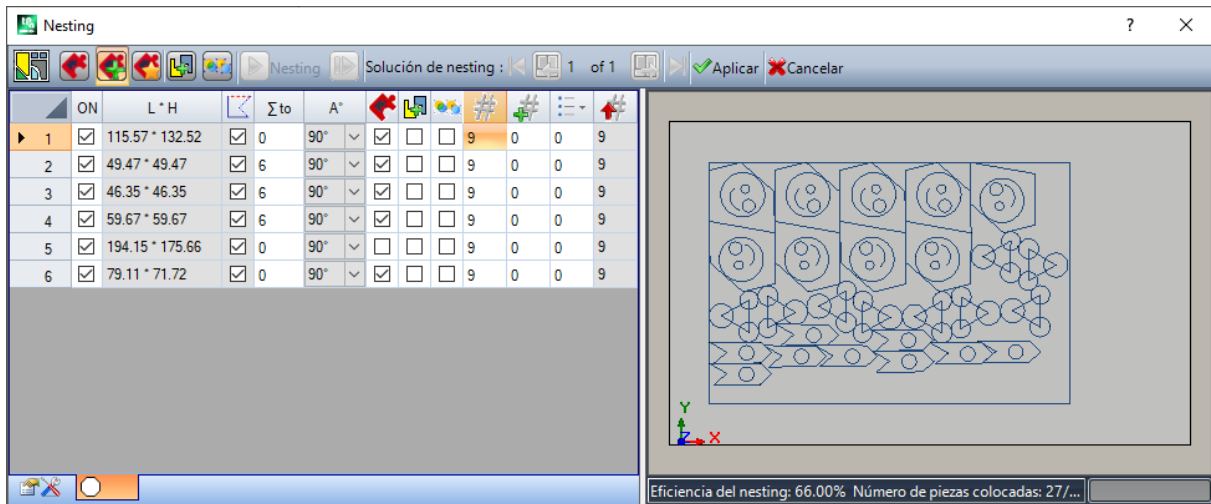 Nesting
? ×
Nesting Solución de nesting : 1 of 1 Aplicar Cancelar
ON L * H Σ to A°
1 115.57 * 132.52 0 90° 9 0 0 9
2 49.47 * 49.47 6 90° 9 0 0 9
3 46.35 * 46.35 6 90° 9 0 0 9
4 59.67 * 59.67 6 90° 9 0 0 9
5 194.15 * 175.66 0 90° 9 0 0 9
6 79.11 * 71.72 0 90° 9 0 0 9
Y
Z X
Eficiencia del nesting: 66.00% Número de piezas colocadas: 27/...